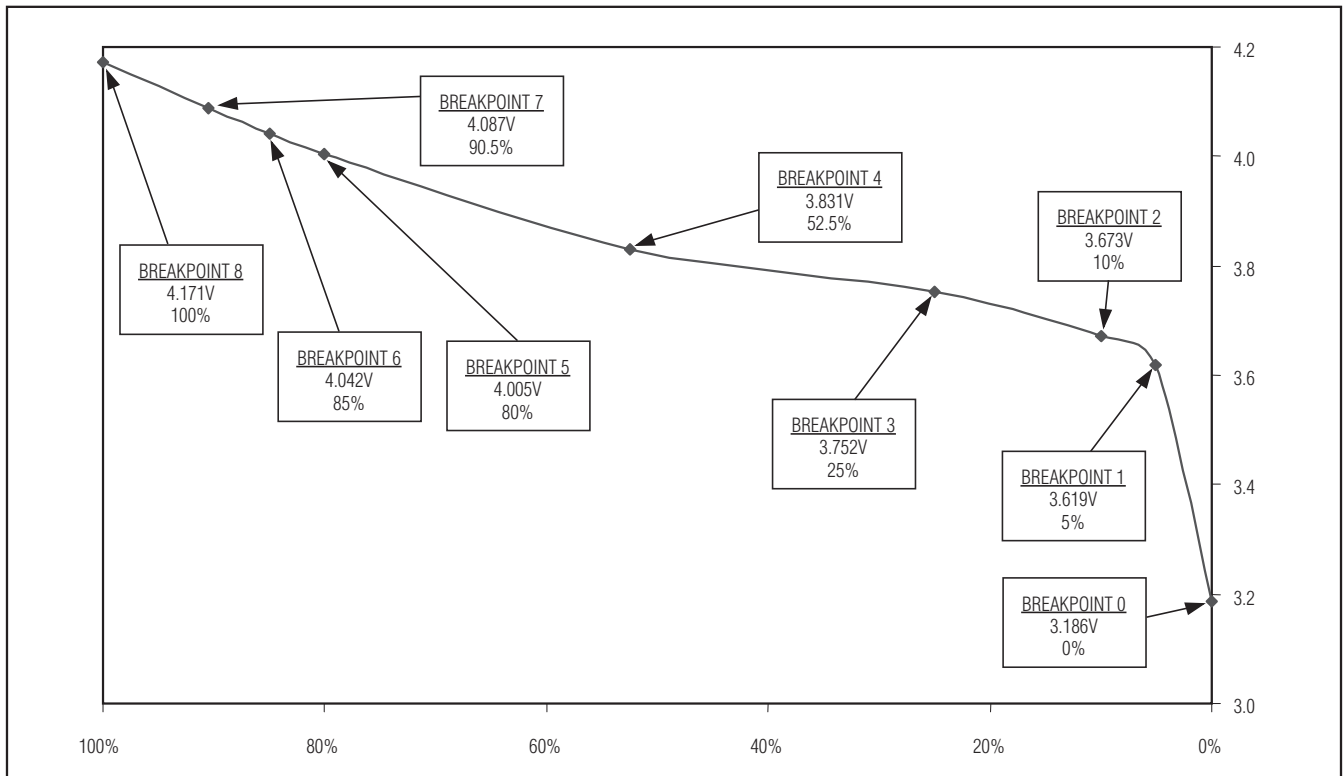 4.2
4.0
3.8
3.6
3.4
3.2
3.0
BREAKPOINT 7
4.087V
90.5%
BREAKPOINT 4
3.831V
52.5%
BREAKPOINT 2
3.673V
10%
BREAKPOINT 8
4.171V
100%
BREAKPOINT 6
4.042V
85%
BREAKPOINT 5
4.005V
80%
BREAKPOINT 3
3.752V
25%
BREAKPOINT 1
3.619V
5%
BREAKPOINT 0
3.186V
0%
100%
80%
60%
40%
20%
0%